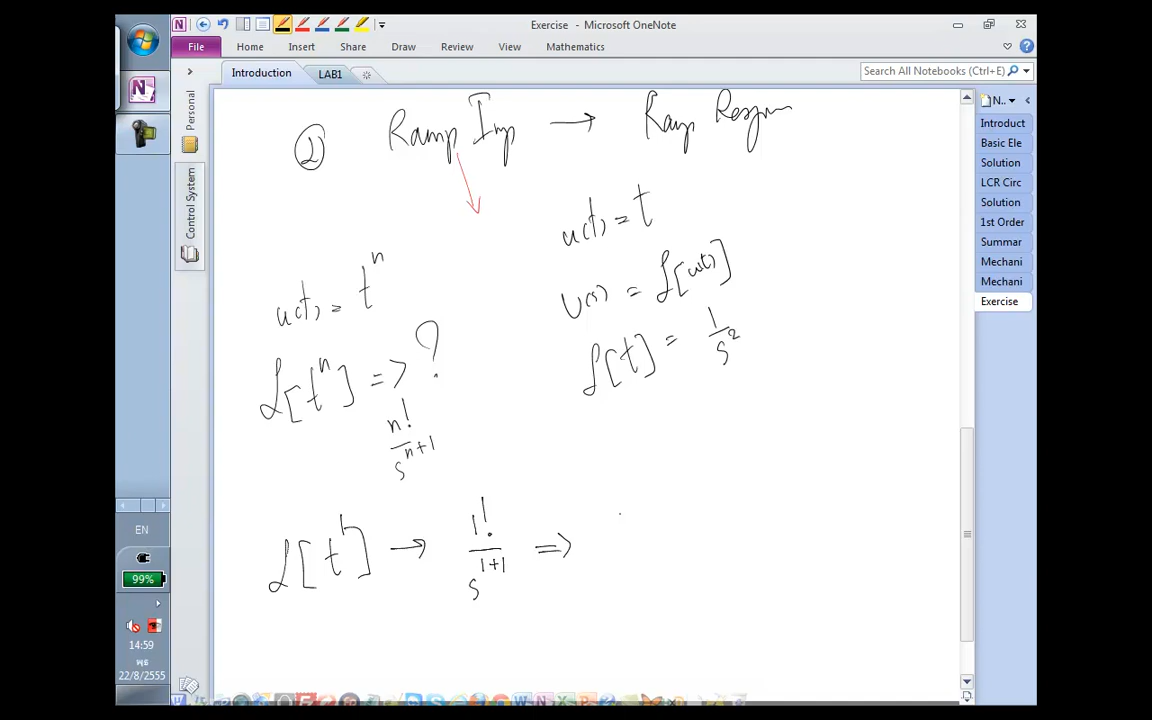 Exercise - Microsoft OneNote
File Home Insert Share Draw Review View Mathematics
Introduction LAB1 Search All Notebooks (Ctrl+E)
Personal
Control System
N..
Introduct
Basic Ele
Solution
LCR Circ
Solution
1st Order
Summar
Mechani
Mechani
Exercise
② Ramp Inp → Ramp Respon
u(t) = t
U(s) = ℒ[u(t)]
ℒ[t] = 1/s²
u(t) = tⁿ
ℒ[tⁿ] => ?
n!/sⁿ⁺¹
ℒ[t¹] → 1!/s¹⁺¹ =>
EN
99%
14:59
พุธ
22/8/2555